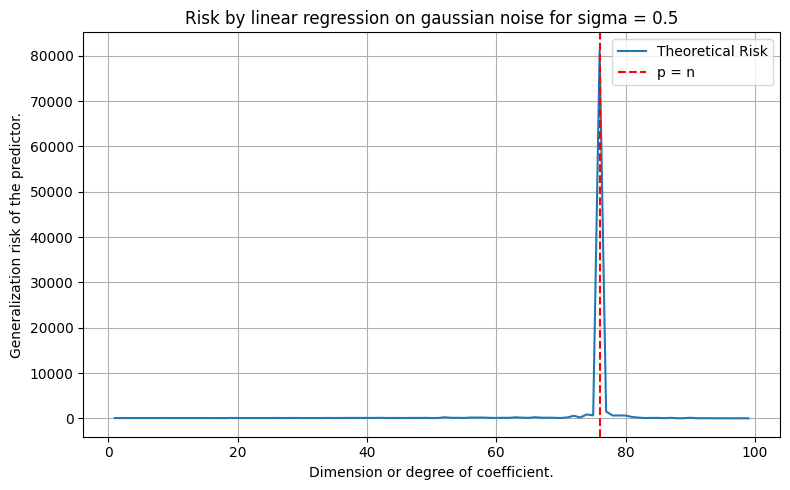 Risk by linear regression on gaussian noise for sigma = 0.5
Theoretical Risk
p = n
Generalization risk of the predictor.
80000
70000
60000
50000
40000
30000
20000
10000
0
0 20 40 60 80 100
Dimension or degree of coefficient.